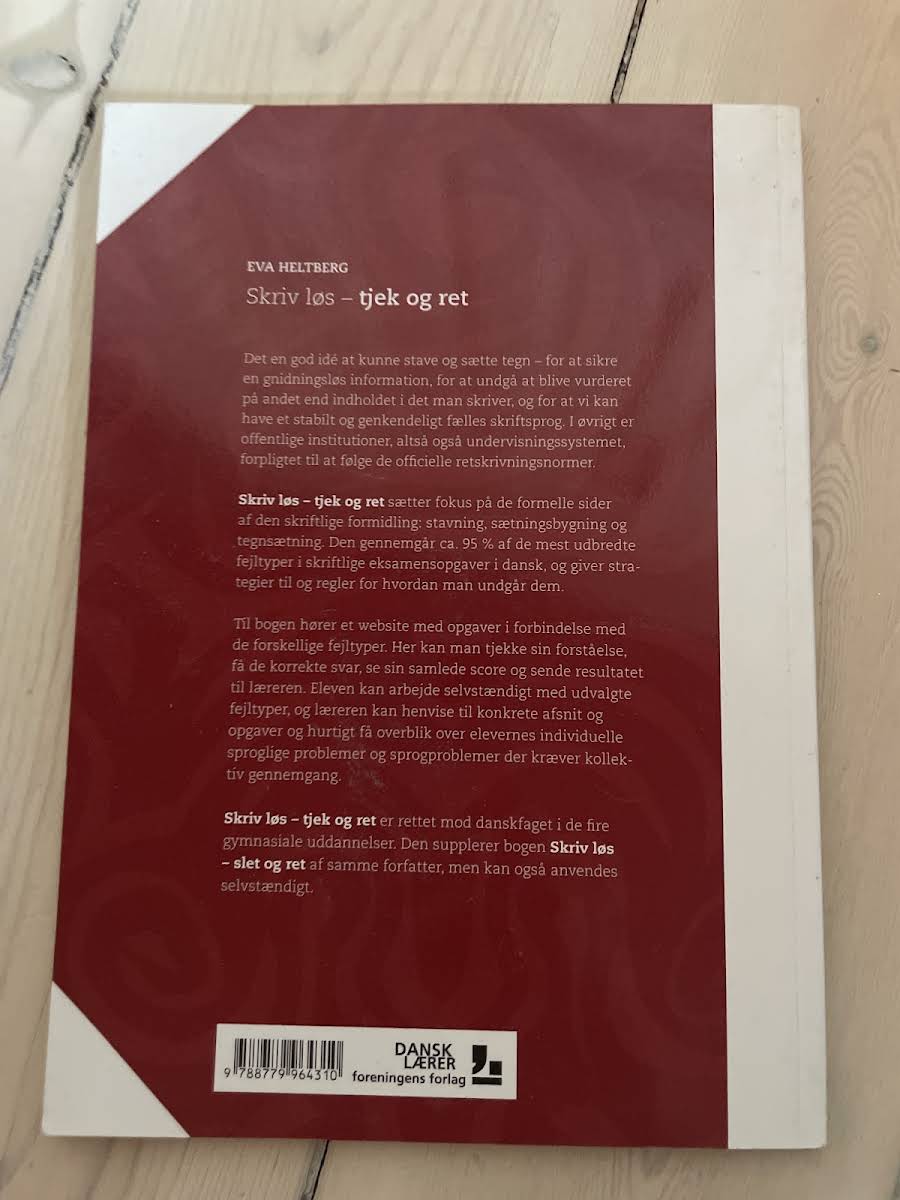 EVA HELTBERG
Skriv løs – tjek og ret
Det en god idé at kunne stave og sætte tegn – for at sikre
en gnidningsløs information, for at undgå at blive vurderet
på andet end indholdet i det man skriver, og for at vi kan
have et stabilt og genkendeligt fælles skriftsprog. I øvrigt er
offentlige institutioner, altså også undervisningssystemet,
forpligtet til at følge de officielle retskrivningsnormer.
Skriv løs – tjek og ret sætter fokus på de formelle sider
af den skriftlige formidling: stavning, sætningsbygning og
tegnsætning. Den gennemgår ca. 95 % af de mest udbredte
fejltyper i skriftlige eksamensopgaver i dansk, og giver stra-
tegier til og regler for hvordan man undgår dem.
Til bogen hører et website med opgaver i forbindelse med
de forskellige fejltyper. Her kan man tjekke sin forståelse,
få de korrekte svar, se sin samlede score og sende resultatet
til læreren. Eleven kan arbejde selvstændigt med udvalgte
fejltyper, og læreren kan henvise til konkrete afsnit og
opgaver og hurtigt få overblik over elevernes individuelle
sproglige problemer og sprogproblemer der kræver kollek-
tiv gennemgang.
Skriv løs – tjek og ret er rettet mod danskfaget i de fire
gymnasiale uddannelser. Den supplerer bogen Skriv løs
– slet og ret af samme forfatter, men kan også anvendes
selvstændigt.
9 788779 964310
DANSK
LÆRER
foreningens forlag